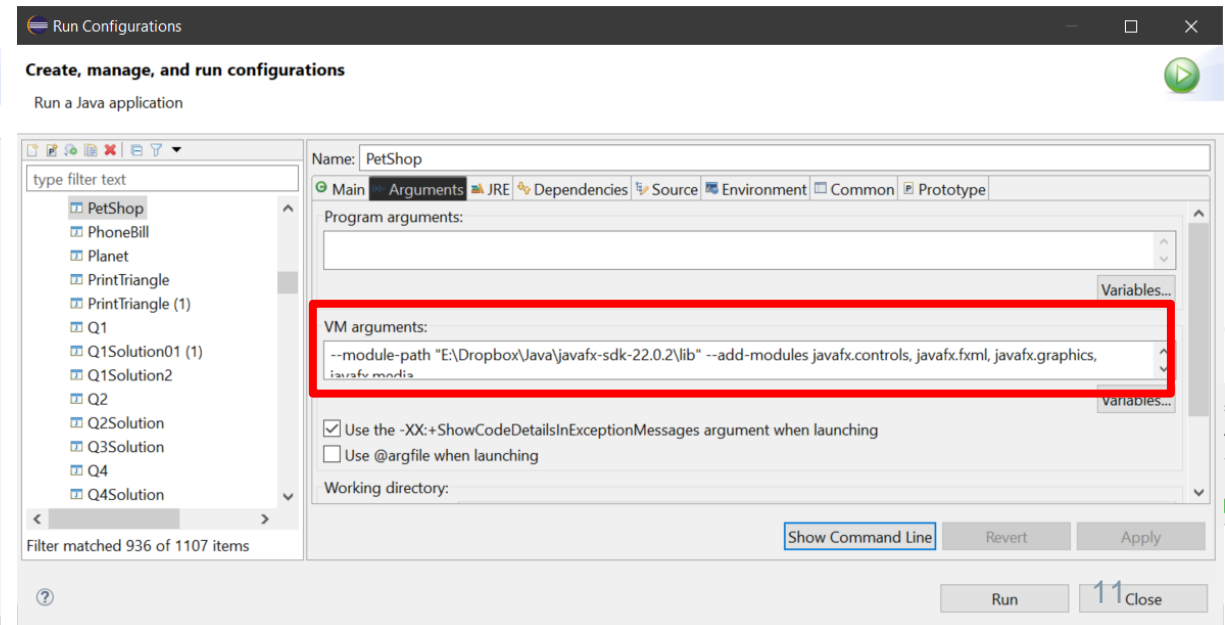 Run Configurations
Create, manage, and run configurations
Run a Java application
type filter text
PetShop
PhoneBill
Planet
PrintTriangle
PrintTriangle (1)
Q1
Q1Solution01 (1)
Q1Solution2
Q2
Q2Solution
Q3Solution
Q4
Q4Solution
Filter matched 936 of 1107 items
Name: PetShop
Main Arguments JRE Dependencies Source Environment Common Prototype
Program arguments:
Variables...
VM arguments:
--module-path "E:\Dropbox\Java\javafx-sdk-22.0.2\lib" --add-modules javafx.controls, javafx.fxml, javafx.graphics,
javafx.media
Variables...
Use the -XX:+ShowCodeDetailsInExceptionMessages argument when launching
Use @argfile when launching
Working directory:
Show Command Line Revert Apply
Run 11 Close